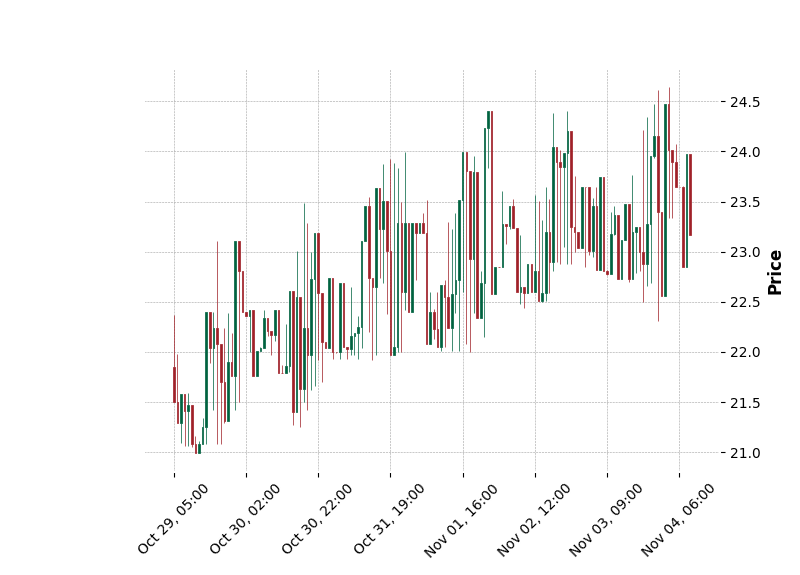 24.5
24.0
23.5
23.0
22.5
22.0
21.5
21.0
Price
Oct 29, 05:00
Oct 30, 02:00
Oct 30, 22:00
Oct 31, 19:00
Nov 01, 16:00
Nov 02, 12:00
Nov 03, 09:00
Nov 04, 06:00